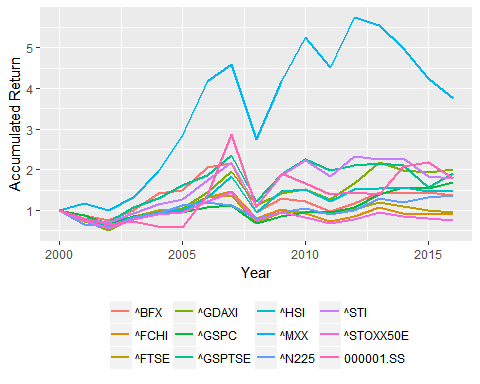 5
4
3
2
1
Accumulated Return
2000 2005 2010 2015
Year
^BFX ^GDAXI ^HSI ^STI
^FCHI ^GSPC ^MXX ^STOXX50E
^FTSE ^GSPTSE ^N225 000001.SS